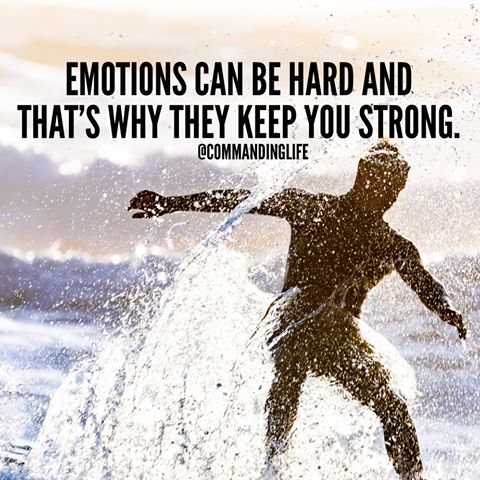 EMOTIONS CAN BE HARD AND
THAT'S WHY THEY KEEP YOU STRONG.
@COMMANDINGLIFE